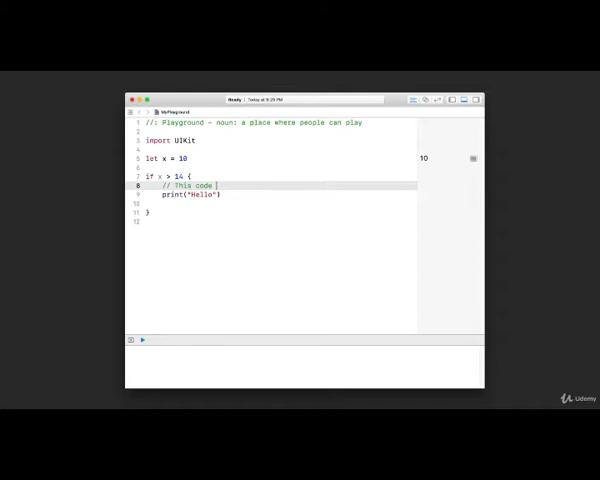 Ready | Today at 9:29 PM
MyPlayground
1 //: Playground - noun: a place where people can play
2
3 import UIKit
4
5 let x = 10
10
6
7 if x > 14 {
8 // This code
9 print("Hello")
10
11 }
12
Udemy